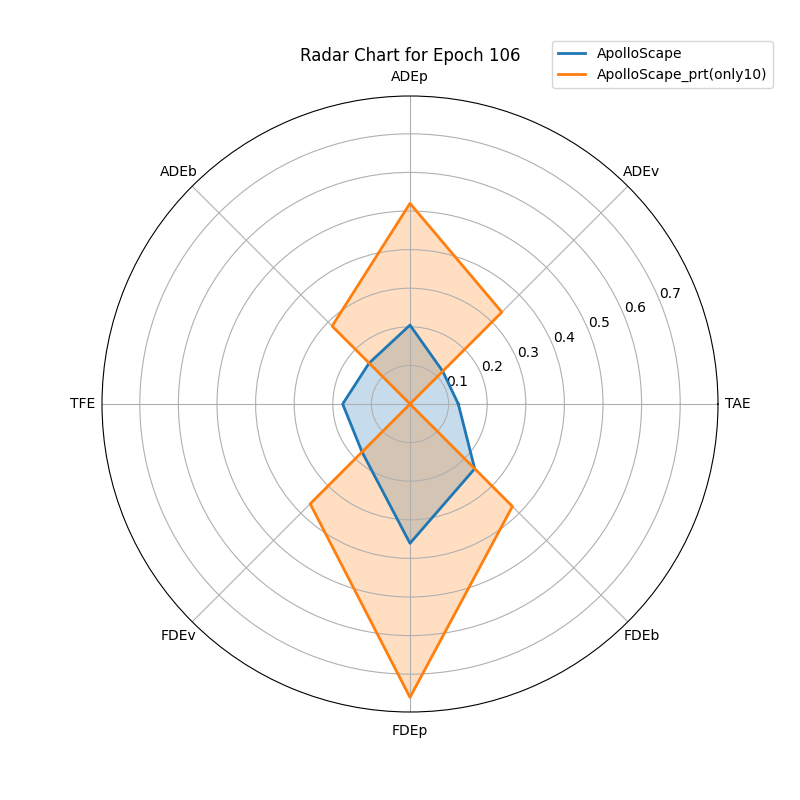 Radar Chart for Epoch 106
ApolloScape
ApolloScape_prt(only10)
ADEp
ADEb
ADEv
0.7
0.6
0.5
0.4
0.3
0.2
0.1
TFE
TAE
FDEv
FDEb
FDEp